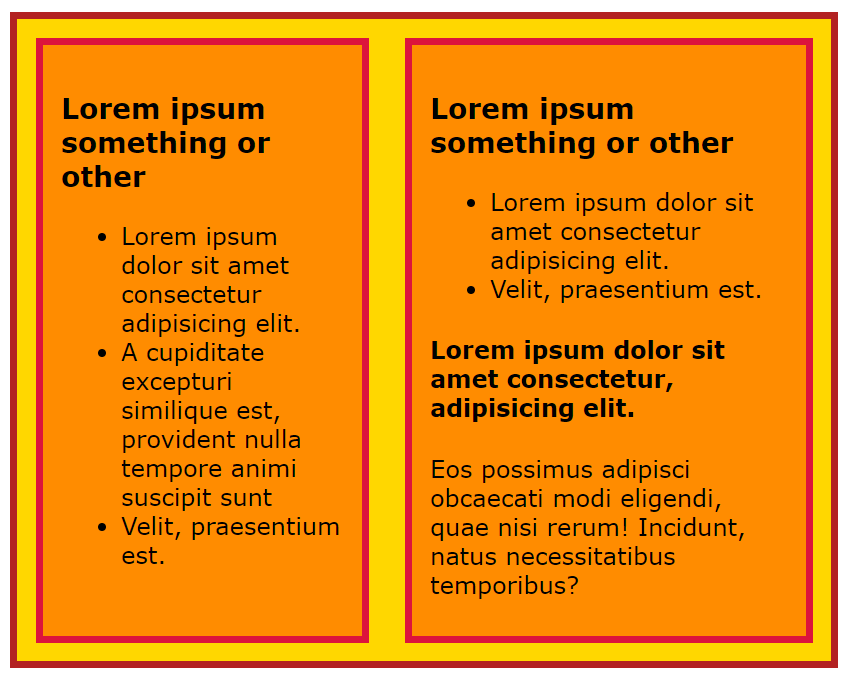 Lorem ipsum
something or
other
• Lorem ipsum
dolor sit amet
consectetur
adipisicing elit.
• A cupiditate
excepturi
similique est,
provident nulla
tempore animi
suscipit sunt
• Velit, praesentium
est.
Lorem ipsum
something or other
• Lorem ipsum dolor sit
amet consectetur
adipisicing elit.
• Velit, praesentium est.
Lorem ipsum dolor sit
amet consectetur,
adipisicing elit.
Eos possimus adipisci
obcaecati modi eligendi,
quae nisi rerum! Incidunt,
natus necessitatibus
temporibus?